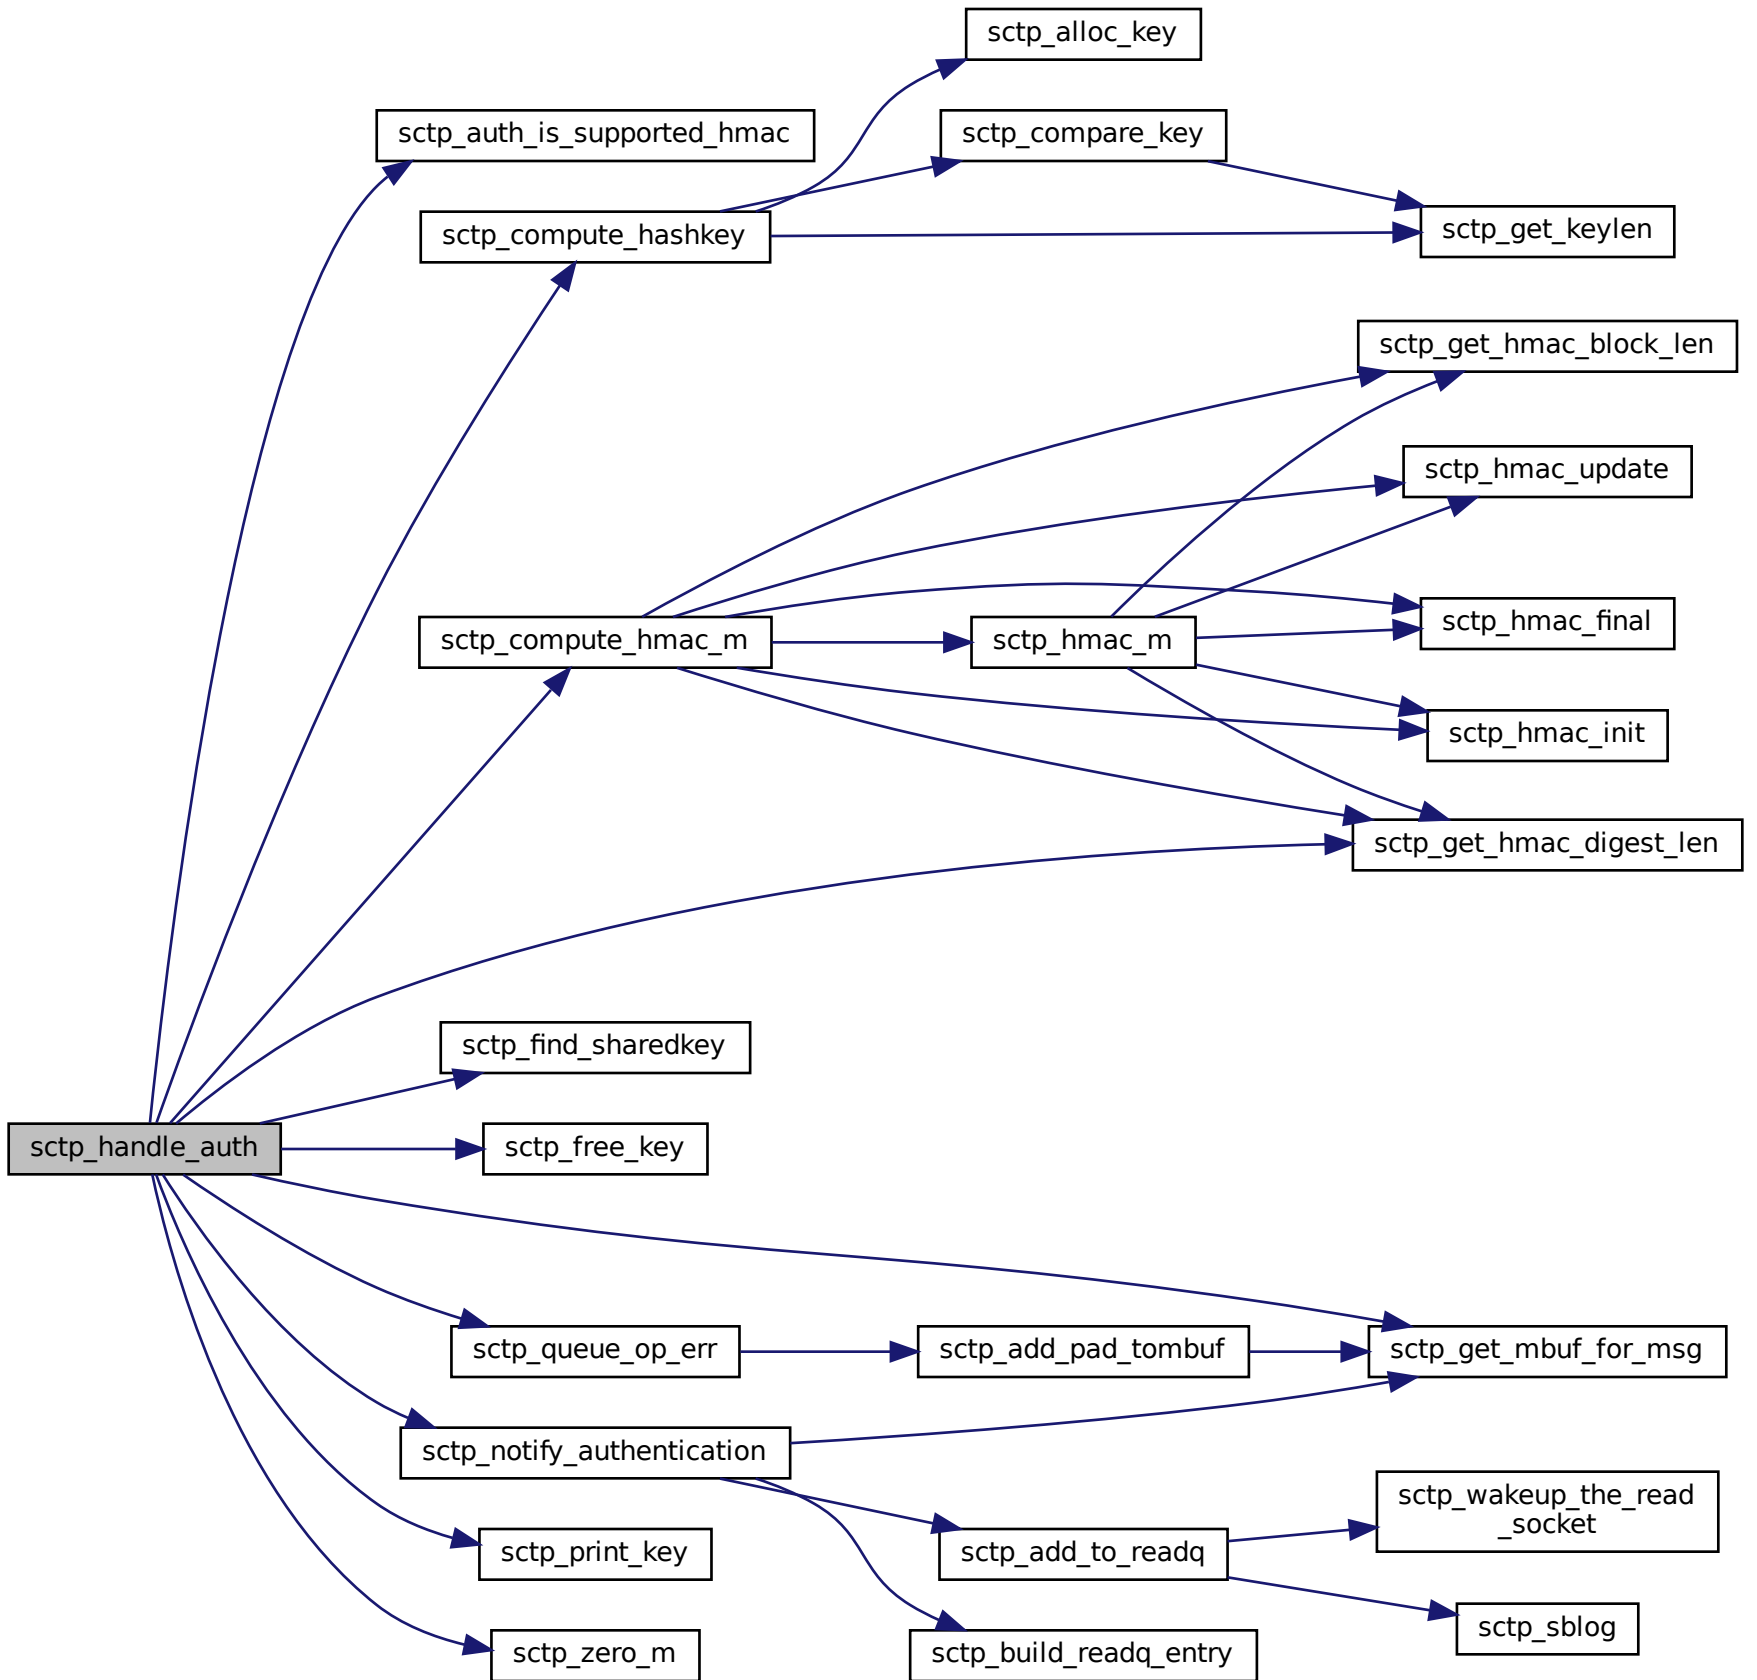 sctp_alloc_key
sctp_auth_is_supported_hmac
sctp_compare_key
sctp_compute_hashkey
sctp_get_keylen
sctp_get_hmac_block_len
sctp_hmac_update
sctp_hmac_final
sctp_compute_hmac_m
sctp_hmac_m
sctp_hmac_init
sctp_get_hmac_digest_len
sctp_find_sharedkey
sctp_handle_auth
sctp_free_key
sctp_queue_op_err
sctp_add_pad_tombuf
sctp_get_mbuf_for_msg
sctp_notify_authentication
sctp_wakeup_the_read
_socket
sctp_print_key
sctp_add_to_readq
sctp_sblog
sctp_zero_m
sctp_build_readq_entry